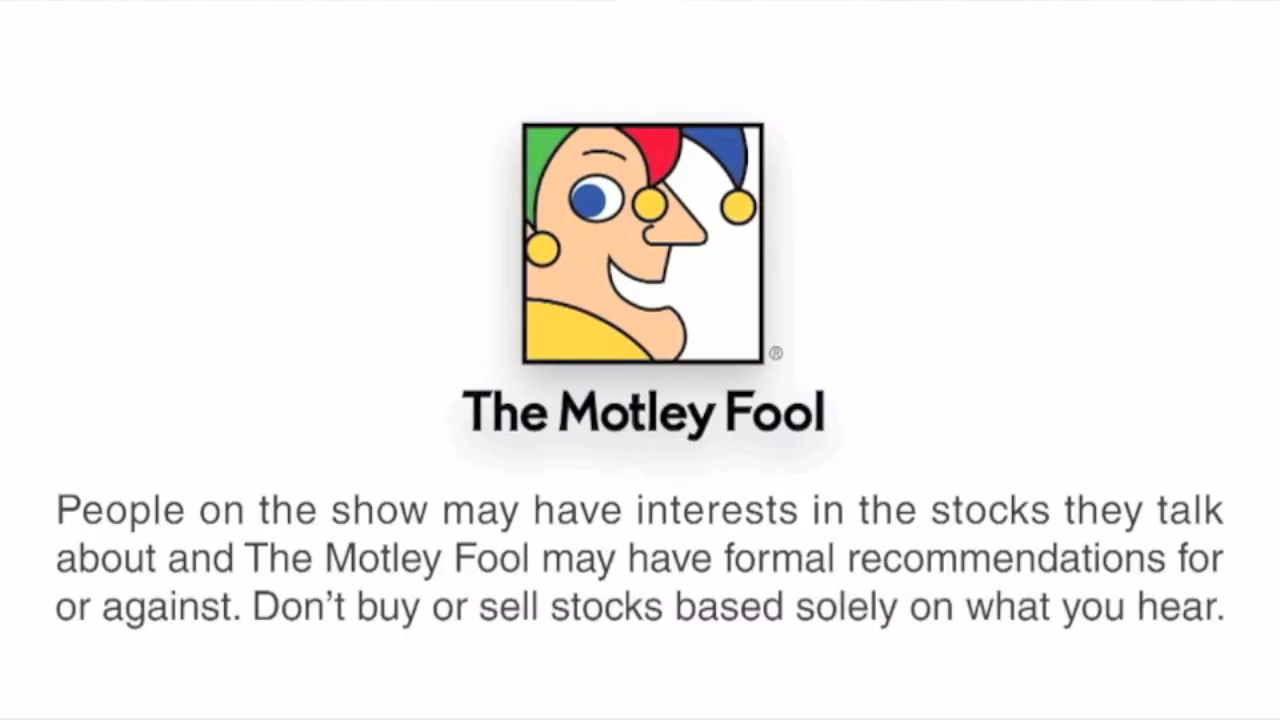 ®
The Motley Fool
People on the show may have interests in the stocks they talk
about and The Motley Fool may have formal recommendations for
or against. Don’t buy or sell stocks based solely on what you hear.